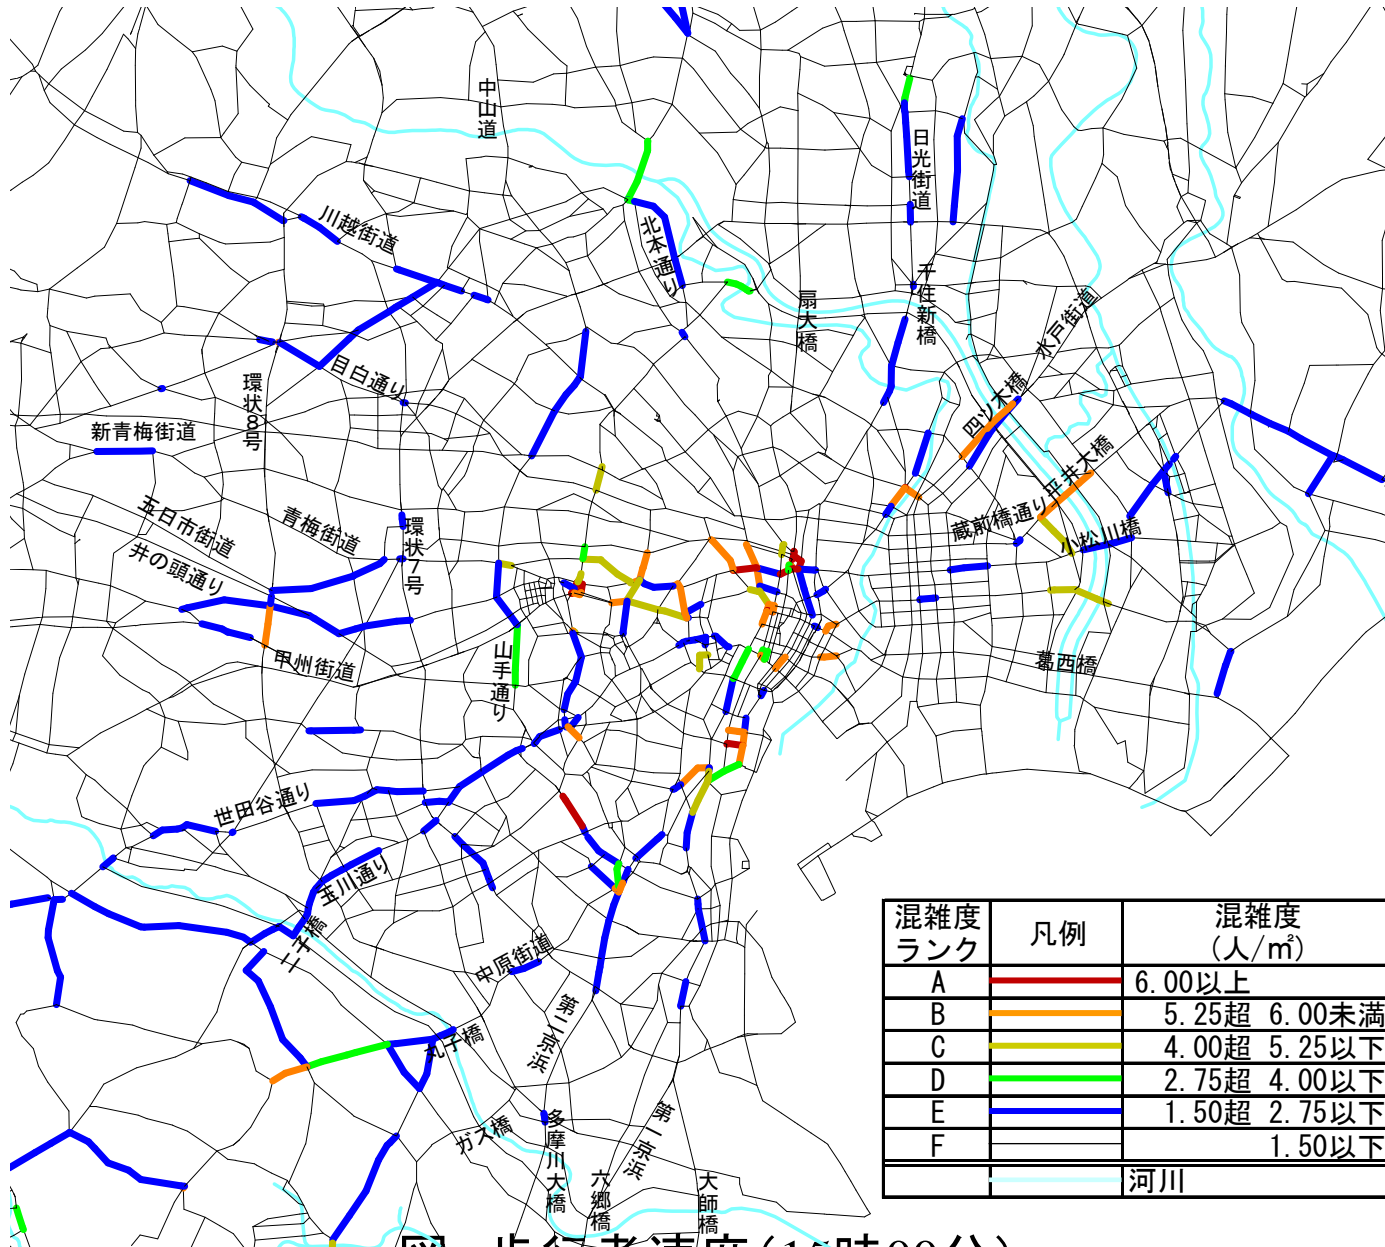 中山道
日光街道
川越街道
北本通り
千住新橋
扇大橋
水戸街道
目白通り
環状8号
四ツ木橋
新青梅街道
平井大橋
五日市街道
青梅街道
環状7号
蔵前橋通り
小松川橋
井の頭通り
甲州街道
山手通り
葛西橋
世田谷通り
玉川通り
二子橋
中原街道
第二京浜
丸子橋
ガス橋
多摩川大橋
第一京浜
六郷橋
大師橋
混雑度ランク 凡例 混雑度(人/㎡)
A 6.00以上
B 5.25超 6.00未満
C 4.00超 5.25以下
D 2.75超 4.00以下
E 1.50超 2.75以下
F 1.50以下
河川